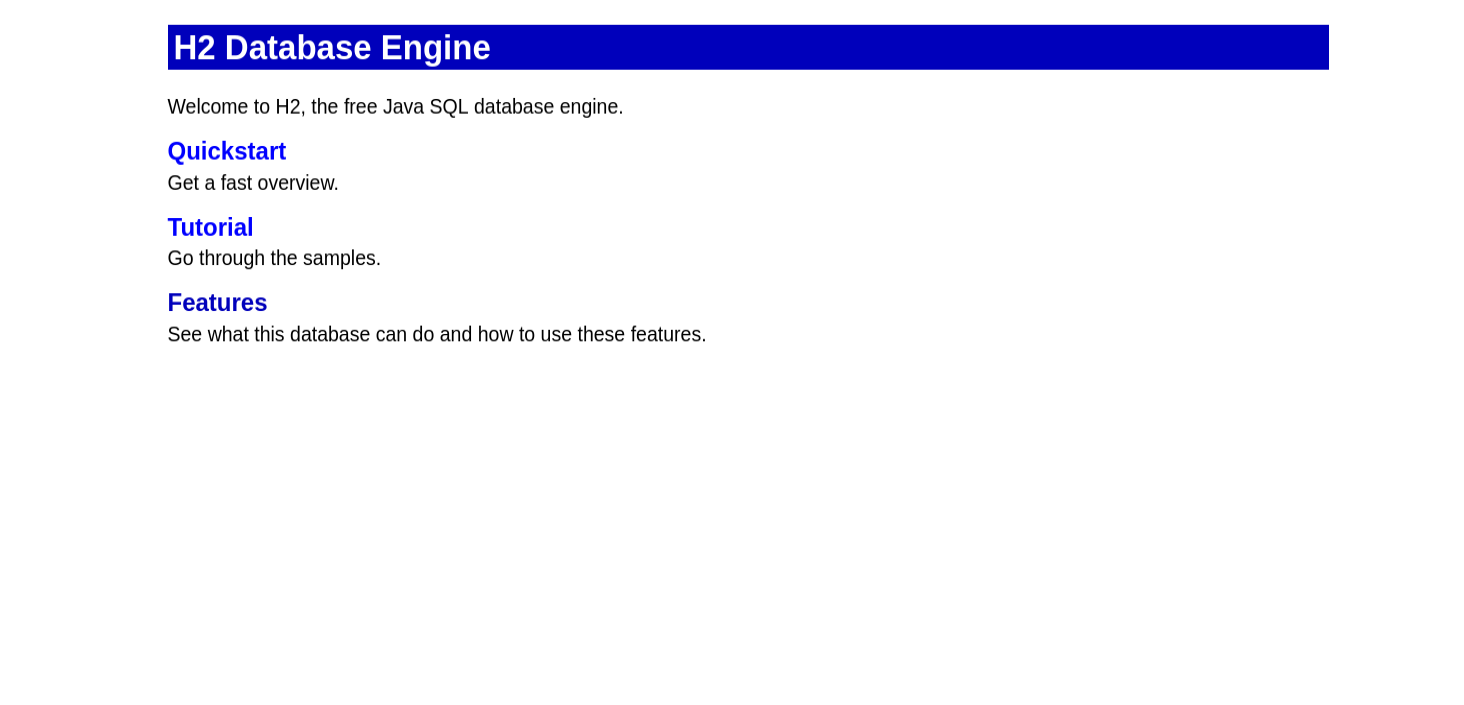 H2 Database Engine
Welcome to H2, the free Java SQL database engine.
Quickstart
Get a fast overview.
Tutorial
Go through the samples.
Features
See what this database can do and how to use these features.